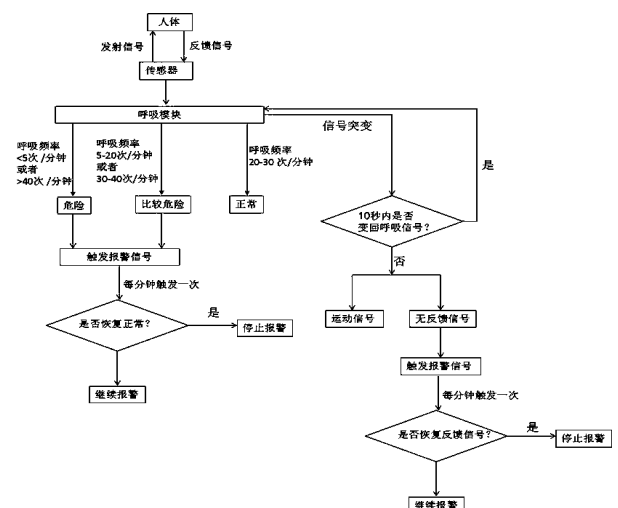 人体
发射信号
反馈信号
传感器
呼吸模块
信号突变
呼吸频率
<5次/分钟
或者
>40次/分钟
呼吸频率
5-20次/分钟
或者
30-40次/分钟
呼吸频率
20-30 次/分钟
是
危险
比较危险
正常
10秒内是否
变回呼吸信号?
触发报警信号
否
每分钟触发一次
是否恢复正常?
是
停止报警
运动信号
无反馈信号
触发报警信号
继续报警
每分钟触发一次
是否恢复反馈信号?
是
停止报警
继续报警